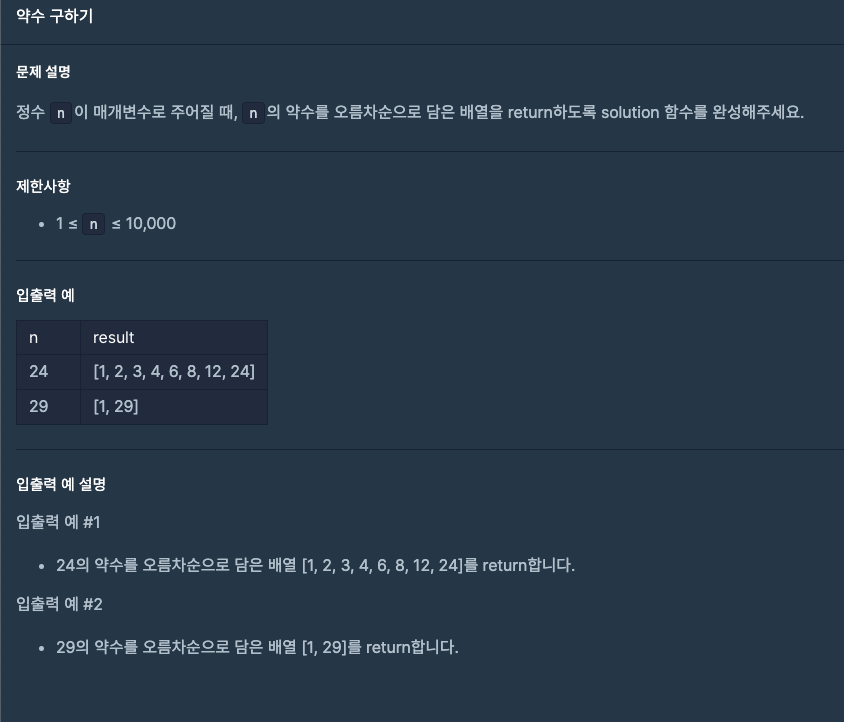 약수 구하기
문제 설명
정수 n이 매개변수로 주어질 때, n의 약수를 오름차순으로 담은 배열을 return하도록 solution 함수를 완성해주세요.
제한사항
• 1 ≤ n ≤ 10,000
입출력 예
n result
24 [1, 2, 3, 4, 6, 8, 12, 24]
29 [1, 29]
입출력 예 설명
입출력 예 #1
• 24의 약수를 오름차순으로 담은 배열 [1, 2, 3, 4, 6, 8, 12, 24]를 return합니다.
입출력 예 #2
• 29의 약수를 오름차순으로 담은 배열 [1, 29]를 return합니다.